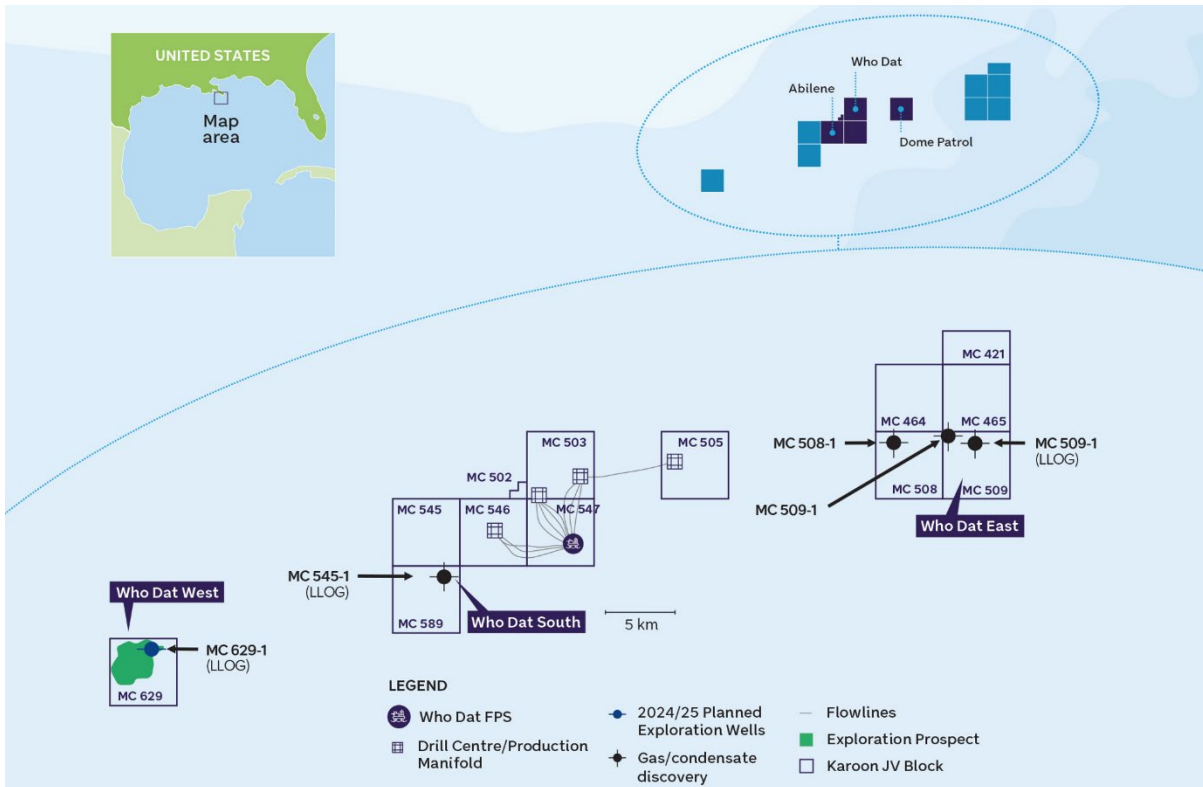 UNITED STATES
Map
area
Who Dat
Abilene
Dome Patrol
MC 421
MC 464
MC 465
MC 503
MC 505
MC 508-1
MC 509-1
(LLOG)
MC 502
MC 508
MC 509
MC 545
MC 546
MC 547
MC 509-1
Who Dat East
MC 545-1
(LLOG)
Who Dat West
Who Dat South
5 km
MC 589
MC 629-1
(LLOG)
MC 629
LEGEND
Who Dat FPS
Drill Centre/Production
Manifold
2024/25 Planned
Exploration Wells
Gas/condensate
discovery
Flowlines
Exploration Prospect
Karoon JV Block